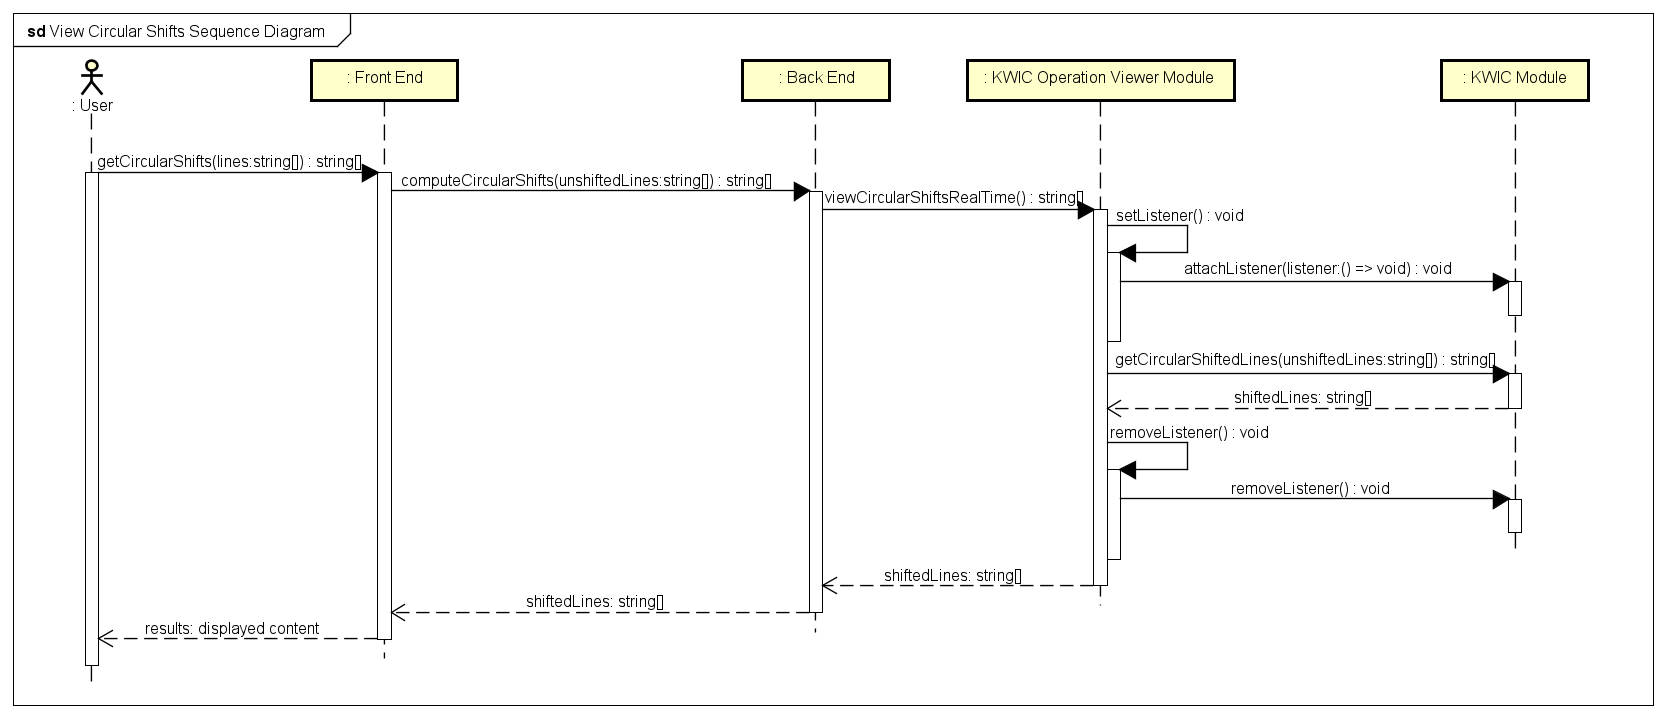 sd View Circular Shifts Sequence Diagram
: User
: Front End
: Back End
: KWIC Operation Viewer Module
: KWIC Module
getCircularShifts(lines:string[]) : string[]
computeCircularShifts(unshiftedLines:string[]) : string[]
viewCircularShiftsRealTime() : string[]
setListener() : void
attachListener(listener:() => void) : void
getCircularShiftedLines(unshiftedLines:string[]) : string[]
shiftedLines: string[]
removeListener() : void
removeListener() : void
shiftedLines: string[]
shiftedLines: string[]
results: displayed content